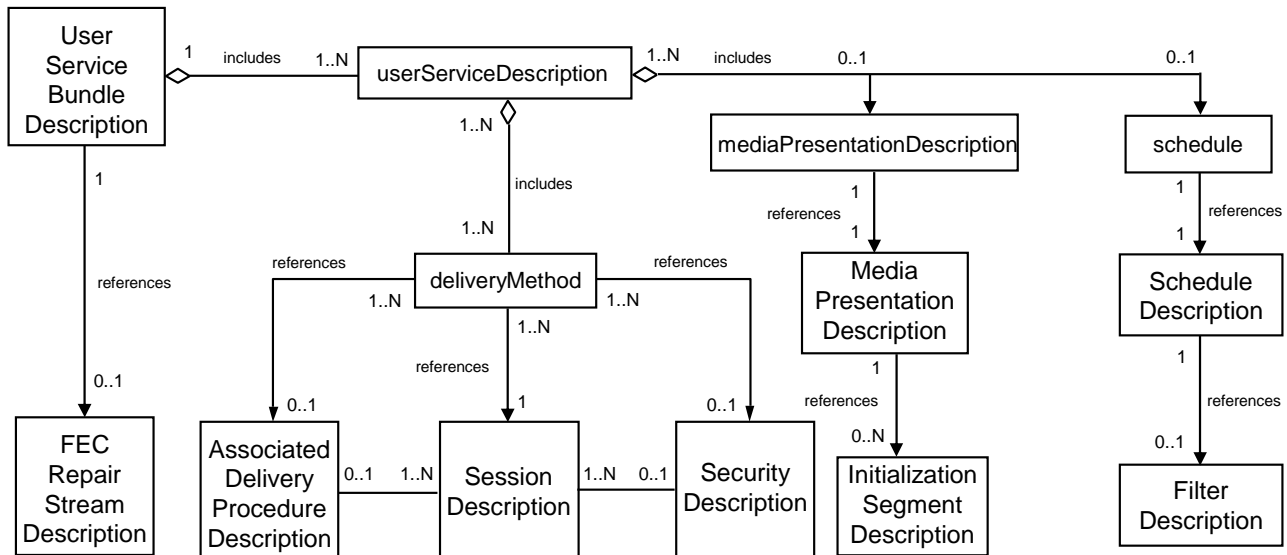 User
Service
Bundle
Description
1
includes
1..N
userServiceDescription
1..N
includes
0..1
0..1
1..N
mediaPresentationDescription
schedule
1
includes
1
1
references
references
1..N
1
1
references
references
deliveryMethod
references
1..N
1..N
Media
Presentation
Description
Schedule
Description
1..N
references
1
1
0..1
references
references
0..1
1
0..1
0..N
0..1
FEC
Repair
Stream
Description
Associated
Delivery
Procedure
Description
0..1
1..N
Session
Description
1..N
0..1
Security
Description
Initialization
Segment
Description
Filter
Description